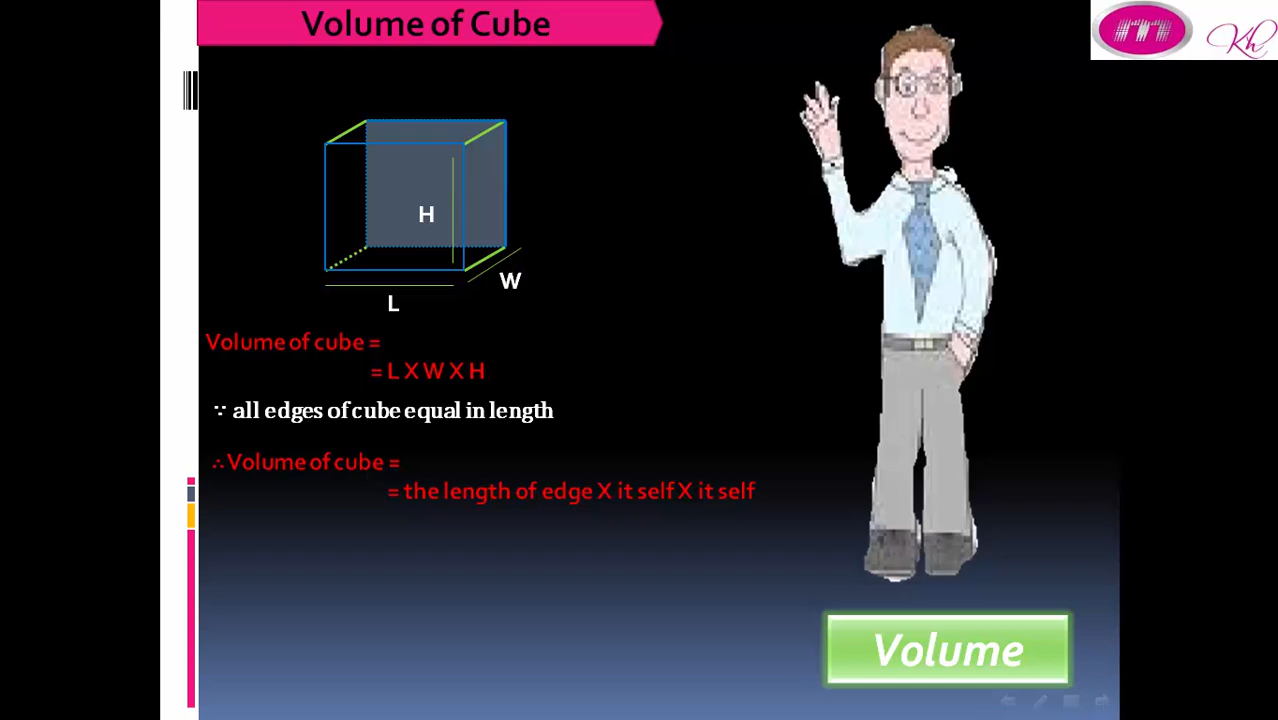 Volume of Cube
m
Kh
H
W
L
Volume of cube =
= L X W X H
∵ all edges of cube equal in length
∴ Volume of cube =
= the length of edge X it self X it self
Volume